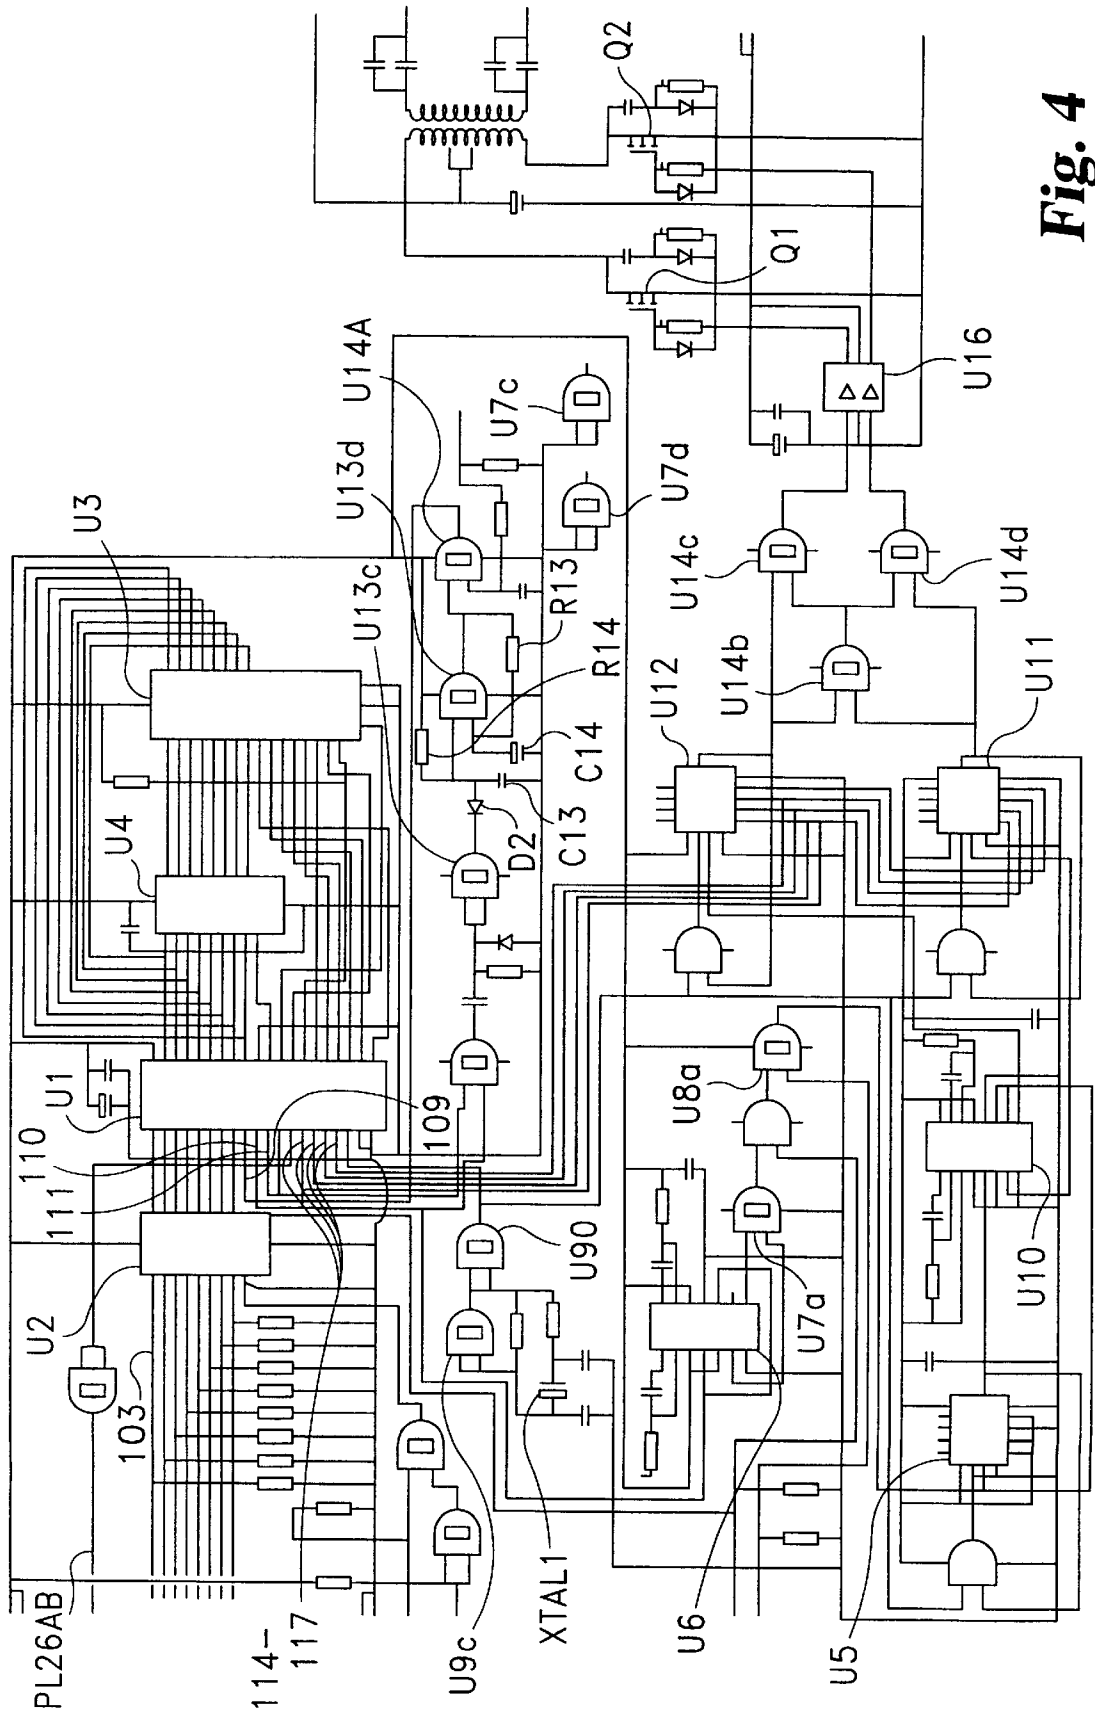 PL26AB
U2
103
111
110
U1
U4
U3
114-
117
109
U13c
U13d
U14A
U7c
Q2
U9c
XTAL1
U90
D2
C13
C14
R14
R13
U7d
Q1
U6
U7a
U8a
U12
U14b
U14c
U14d
U16
U5
U10
U11
Fig. 4